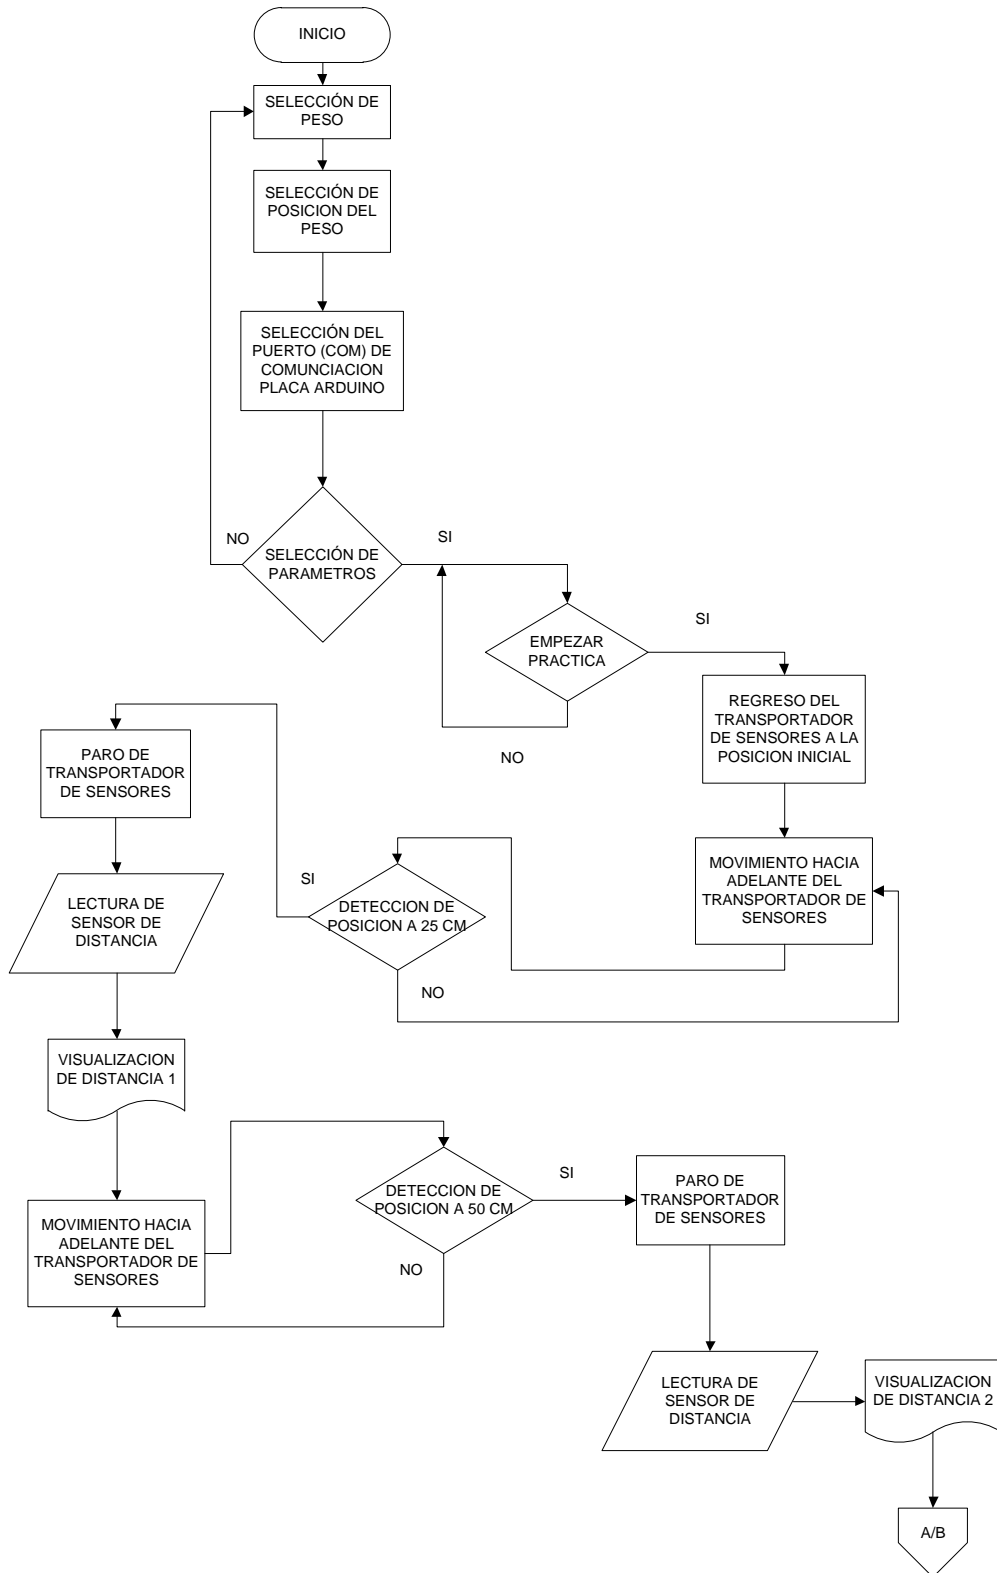 INICIO
SELECCIÓN DE
PESO
SELECCIÓN DE
POSICION DEL
PESO
SELECCIÓN DEL
PUERTO (COM) DE
COMUNCIACION
PLACA ARDUINO
NO
SI
SELECCIÓN DE
PARAMETROS
SI
EMPEZAR
PRACTICA
NO
REGRESO DEL
TRANSPORTADOR
DE SENSORES A LA
POSICION INICIAL
MOVIMIENTO HACIA
ADELANTE DEL
TRANSPORTADOR DE
SENSORES
SI
DETECCION DE
POSICION A 25 CM
NO
PARO DE
TRANSPORTADOR
DE SENSORES
LECTURA DE
SENSOR DE
DISTANCIA
VISUALIZACION
DE DISTANCIA 1
MOVIMIENTO HACIA
ADELANTE DEL
TRANSPORTADOR DE
SENSORES
DETECCION DE
POSICION A 50 CM
SI
NO
PARO DE
TRANSPORTADOR
DE SENSORES
LECTURA DE
SENSOR DE
DISTANCIA
VISUALIZACION
DE DISTANCIA 2
A/B